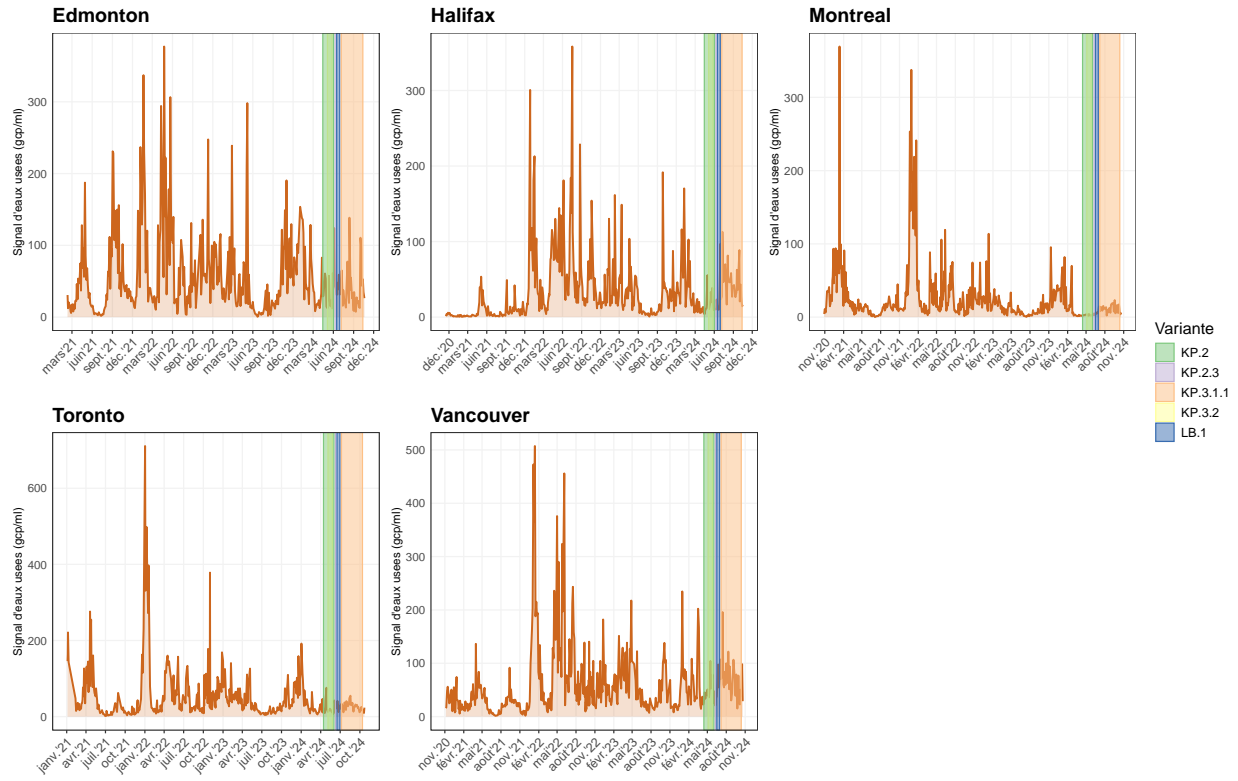 Edmonton
Signal d'eaux usees (gcp/ml)
300
200
100
0
mars'21
juin'21
sept.'21
déc.'21
mars'22
juin'22
sept.'22
déc.'22
mars'23
juin'23
sept.'23
déc.'23
mars'24
juin'24
sept.'24
déc.'24
Halifax
Signal d'eaux usees (gcp/ml)
300
200
100
0
déc.'20
mars'21
juin'21
sept.'21
déc.'21
mars'22
juin'22
sept.'22
déc.'22
mars'23
juin'23
sept.'23
déc.'23
mars'24
juin'24
sept.'24
déc.'24
Montreal
Signal d'eaux usees (gcp/ml)
300
200
100
0
nov.'20
févr.'21
mai'21
août'21
nov.'21
févr.'22
mai'22
août'22
nov.'22
févr.'23
mai'23
août'23
nov.'23
févr.'24
mai'24
août'24
nov.'24
Toronto
Signal d'eaux usees (gcp/ml)
600
400
200
0
janv.'21
avr.'21
juil.'21
oct.'21
janv.'22
avr.'22
juil.'22
oct.'22
janv.'23
avr.'23
juil.'23
oct.'23
janv.'24
avr.'24
juil.'24
oct.'24
Vancouver
Signal d'eaux usees (gcp/ml)
500
400
300
200
100
0
nov.'20
févr.'21
mai'21
août'21
nov.'21
févr.'22
mai'22
août'22
nov.'22
févr.'23
mai'23
août'23
nov.'23
févr.'24
mai'24
août'24
nov.'24
Variante
KP.2
KP.2.3
KP.3.1.1
KP.3.2
LB.1